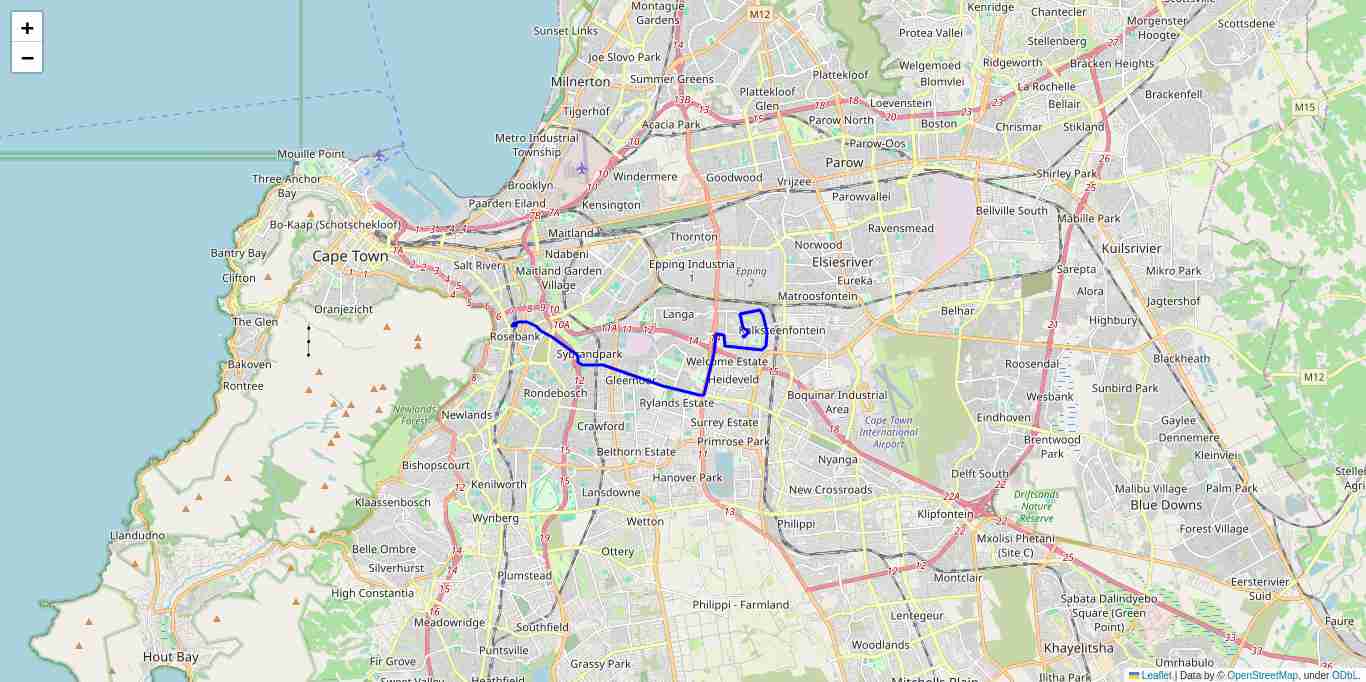 +
−
Montague
Gardens
M12
Kenridge
Chantecler
Morgenster
Hoogte
Scottsdene
Sunset Links
Protea Vallei
Stellenberg
Joe Slovo Park
Welgemoed
Ridgeworth
Bracken Heights
Milnerton
Summer Greens
Plattekloof
Blomvlei
La Rochelle
Plattekloof
Glen
Brackenfell
Tijgerhof
Loevenstein
Bellair
M15
Acacia Park
Parow North
Boston
Chrismar
Stikland
Metro Industrial
Township
Parow-Oos
Mouille Point
Parow
Three Anchor
Bay
Windermere
Goodwood
Vrijzee
Shirley Park
Brooklyn
Parowvallei
Paarden Eiland
Kensington
Bellville South
Mabille Park
Bo-Kaap (Schotschekloof)
Maitland
Thornton
Ravensmead
Norwood
Kuilsrivier
Bantry Bay
Cape Town
Ndabeni
Salt River
Epping Industria
1
Epping
2
Elsiesriver
Sarepta
Mikro Park
Clifton
Maitland Garden
Village
Eureka
Matroosfontein
Alora
Jagtershof
Oranjezicht
Langa
Belhar
The Glen
Highbury
Rosebank
Sybrandpark
Welcome Estate
Blackheath
Bakoven
Roosendal
Rontree
Heideveld
M12
Rondebosch
Boquinar Industrial
Area
Wesbank
Sunbird Park
Rylands Estate
Newlands
Forest
Newlands
Crawford
Surrey Estate
Cape Town
International
Airport
Eindhoven
Gaylee
Primrose Park
Brentwood
Park
Dennemere
Beithorn Estate
Kleinvlei
Bishopscourt
Nyanga
Delft South
Hanover Park
Kenilworth
Lansdowne
New Crossroads
Malibu Village
Palm Park
Klaassenbosch
Driftsands
Nature
Reserve
Blue Downs
Wynberg
Wetton
Klipfontein
Philippi
Forest Village
Llandudno
Mxolisi Phetani
(Site C)
Belle Ombre
Ottery
Silverhurst
Plumstead
Montclair
Eersterivier
Suid
High Constantia
Philippi - Farmland
Sabata Dalindyebo
Square (Green
Point)
Meadowridge
Lentegeur
Faure
Southfield
Khayelitsha
Hout Bay
Puntsville
Woodlands
Fir Grove
Grassy Park
Umrhabulo
Leaflet | Data by © OpenStreetMap, under ODbL.